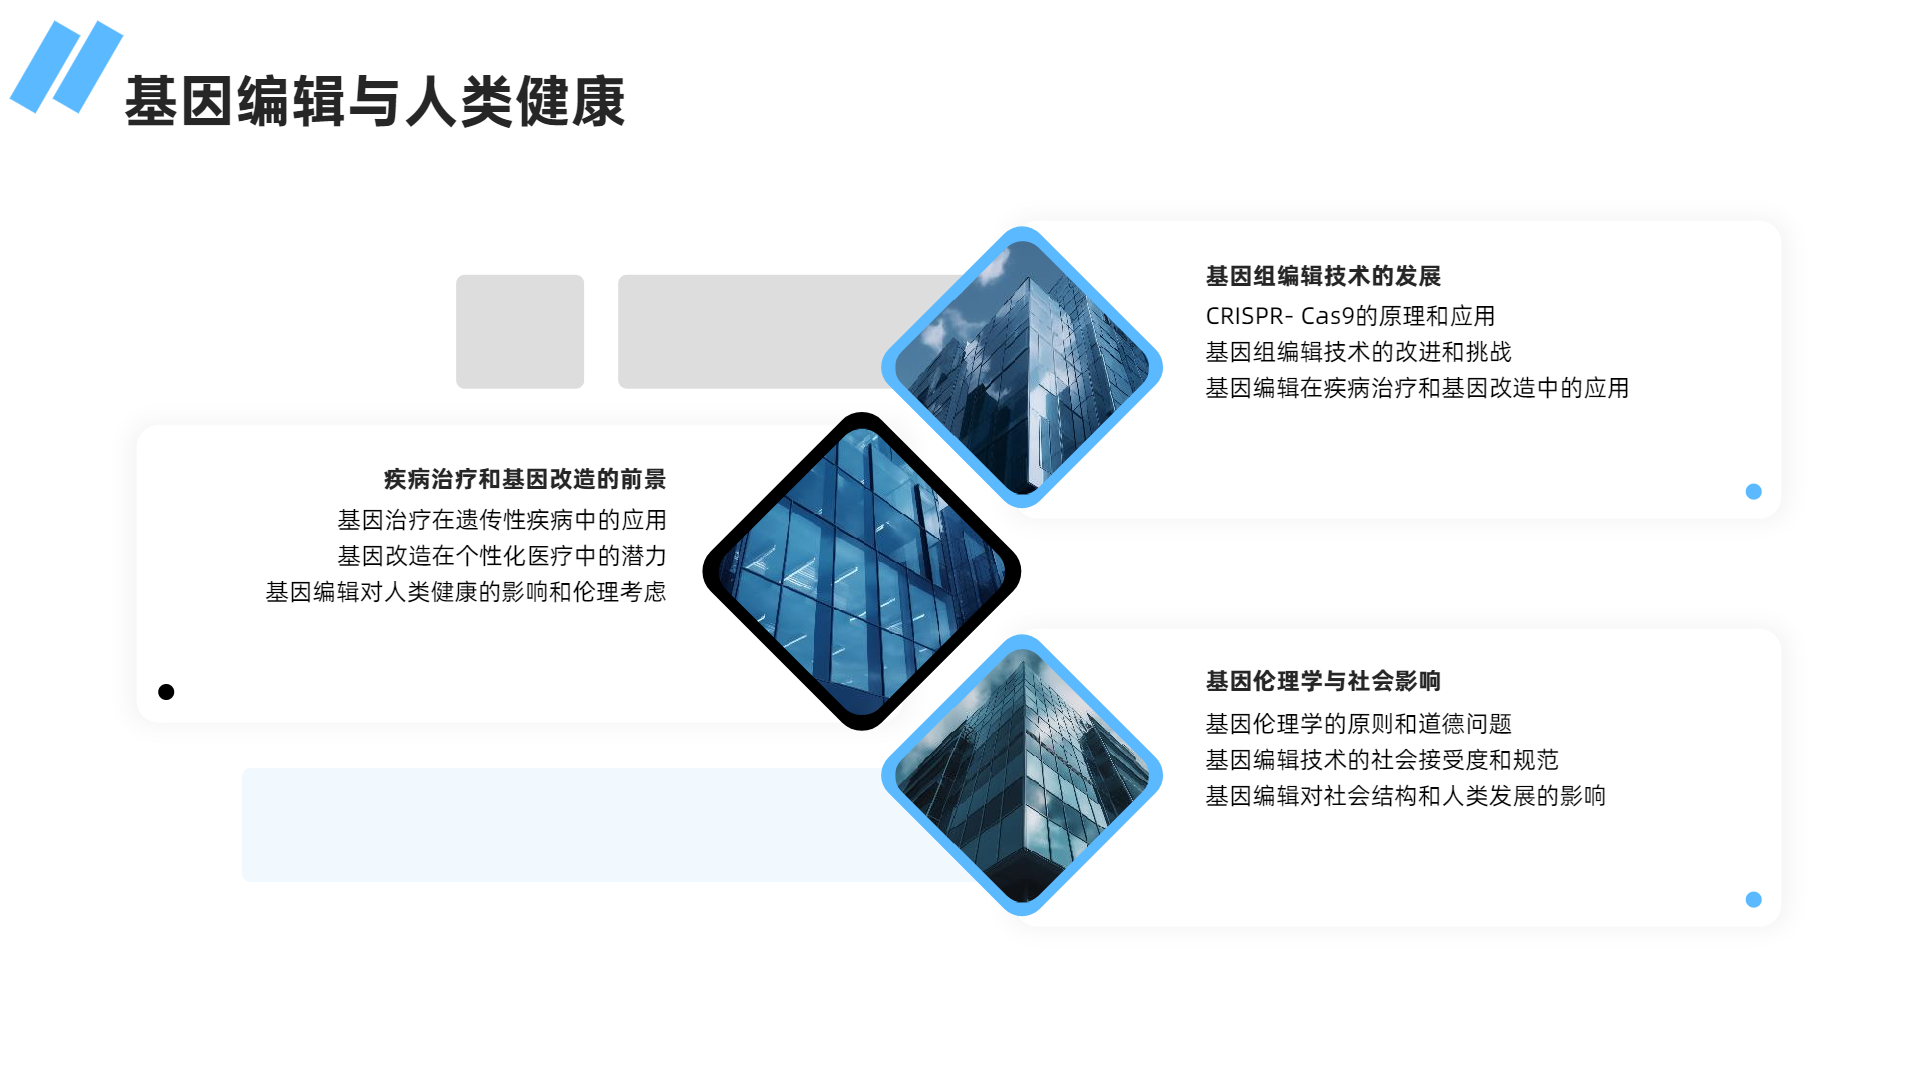 基因编辑与人类健康
基因组编辑技术的发展
CRISPR- Cas9的原理和应用
基因组编辑技术的改进和挑战
基因编辑在疾病治疗和基因改造中的应用
疾病治疗和基因改造的前景
基因治疗在遗传性疾病中的应用
基因改造在个性化医疗中的潜力
基因编辑对人类健康的影响和伦理考虑
基因伦理学与社会影响
基因伦理学的原则和道德问题
基因编辑技术的社会接受度和规范
基因编辑对社会结构和人类发展的影响